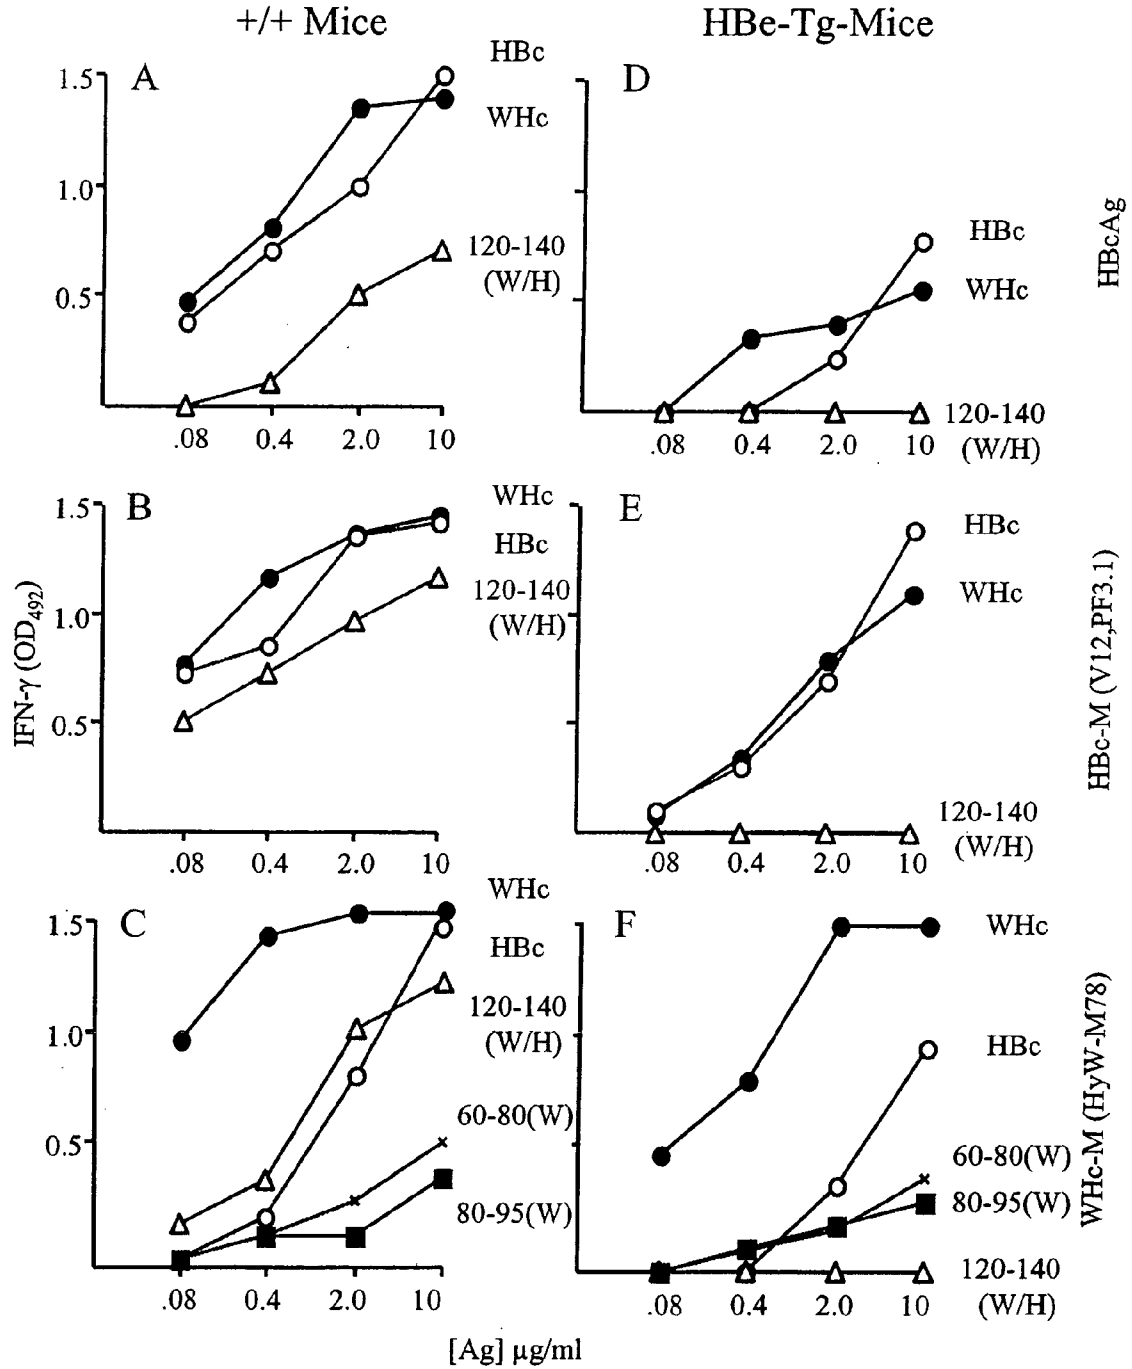 +/+ Mice
HBe-Tg-Mice
A
1.5
1.0
0.5
.08
0.4
2.0
10
HBc
WHc
120-140
(W/H)
D
HBc
WHc
120-140
(W/H)
.08
0.4
2.0
10
HBcAg
B
1.5
1.0
0.5
.08
0.4
2.0
10
WHc
HBc
120-140
(W/H)
IFN-γ (OD492)
E
HBc
WHc
120-140
(W/H)
.08
0.4
2.0
10
HBc-M (V12,PF3.1)
C
1.5
1.0
0.5
.08
0.4
2.0
10
WHc
HBc
120-140
(W/H)
60-80(W)
80-95(W)
F
WHc
HBc
60-80(W)
80-95(W)
120-140
(W/H)
.08
0.4
2.0
10
WHc-M (HyW-M78)
[Ag] µg/ml